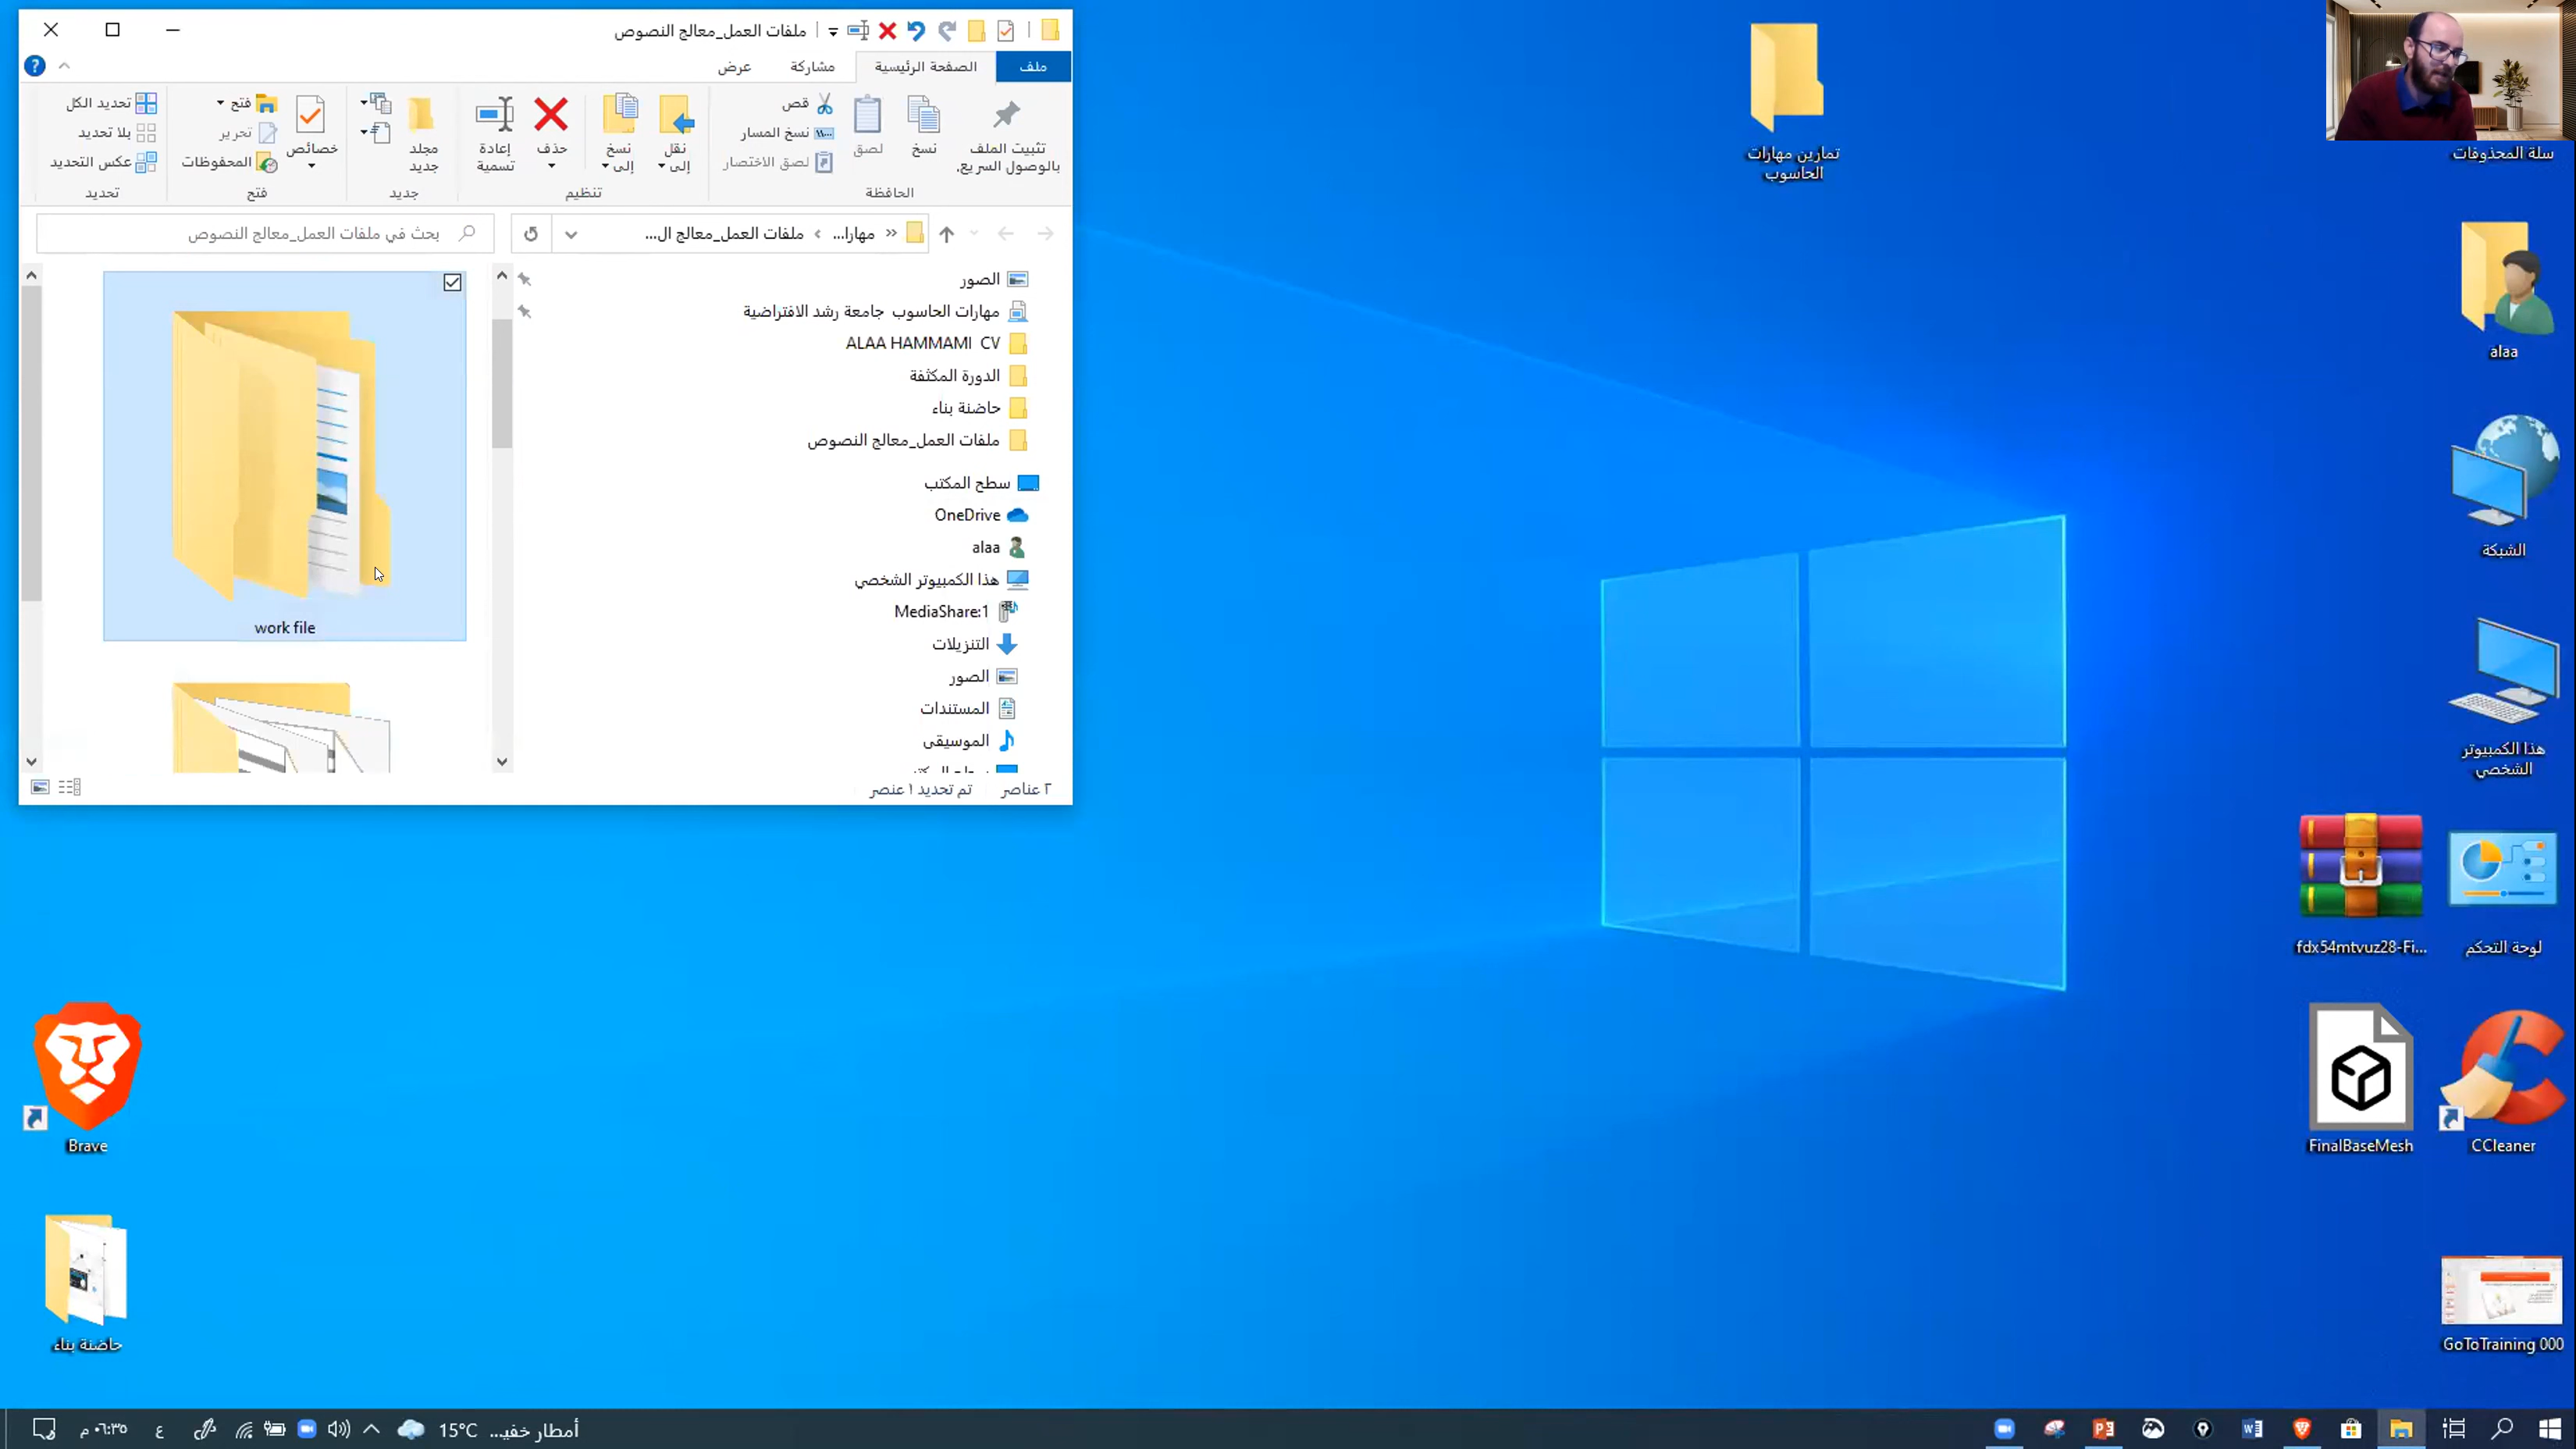 ملفات العمل_معالج النصوص
ملف
الصفحة الرئيسية
مشاركة
عرض
تثبيت الملف
بالوصول السريع.
نسخ
لصق
قص
نسخ المسار
لصق الاختصار
الحافظة
نقل
إلى
نسخ
إلى
حذف
إعادة
تسمية
تنظيم
مجلد
جديد
جديد
خصائص
فتح
تحرير
المحفوظات
فتح
تحديد الكل
بلا تحديد
عكس التحديد
تحديد
مهارا... ‹ ملفات العمل_معالج ال...
بحث في ملفات العمل_معالج النصوص
الصور
مهارات الحاسوب جامعة رشد الافتراضية
ALAA HAMMAMI CV
الدورة المكثفة
حاضنة بناء
ملفات العمل_معالج النصوص
سطح المكتب
OneDrive
alaa
هذا الكمبيوتر الشخصي
MediaShare:1
التنزيلات
الصور
المستندات
الموسيقى
work file
٢ عناصر
تم تحديد ١ عنصر
تمارين مهارات
الحاسوب
سلة المحذوفات
alaa
الشبكة
هذا الكمبيوتر
الشخصي
لوحة التحكم
fdx54mtvuz28-Fi...
CCleaner
FinalBaseMesh
GoToTraining 000
Brave
حاضنة بناء
أمطار خفيـ... 15°C
ع
٠٦:٣٥ م